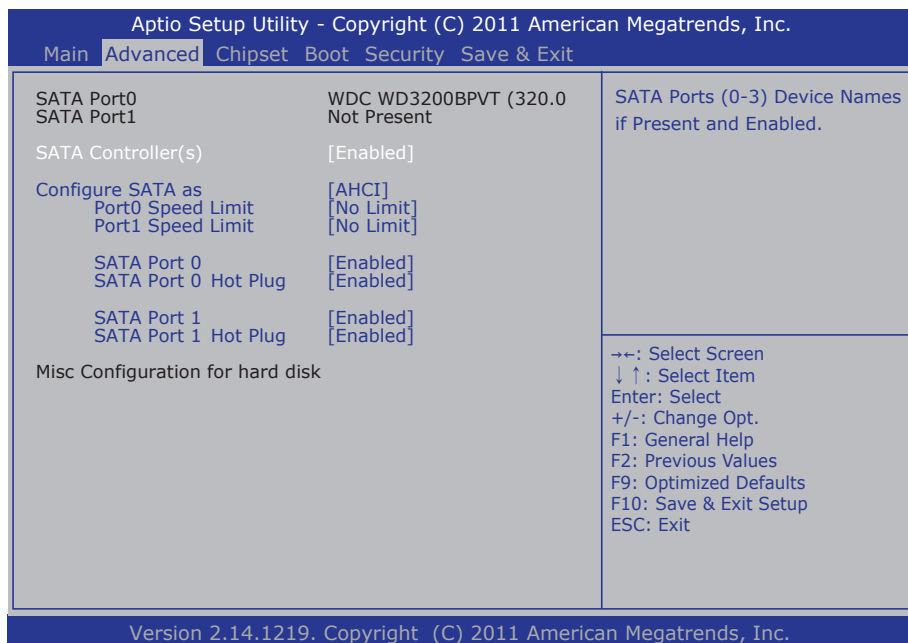 Aptio Setup Utility - Copyright (C) 2011 American Megatrends, Inc.
Main Advanced Chipset Boot Security Save & Exit
SATA Port0 WDC WD3200BPVT (320.0
SATA Port1 Not Present
SATA Controller(s) [Enabled]
Configure SATA as [AHCI]
Port0 Speed Limit [No Limit]
Port1 Speed Limit [No Limit]
SATA Port 0 [Enabled]
SATA Port 0 Hot Plug [Enabled]
SATA Port 1 [Enabled]
SATA Port 1 Hot Plug [Enabled]
Misc Configuration for hard disk
SATA Ports (0-3) Device Names
if Present and Enabled.
→←: Select Screen
↓↑: Select Item
Enter: Select
+/-: Change Opt.
F1: General Help
F2: Previous Values
F9: Optimized Defaults
F10: Save & Exit Setup
ESC: Exit
Version 2.14.1219. Copyright (C) 2011 American Megatrends, Inc.